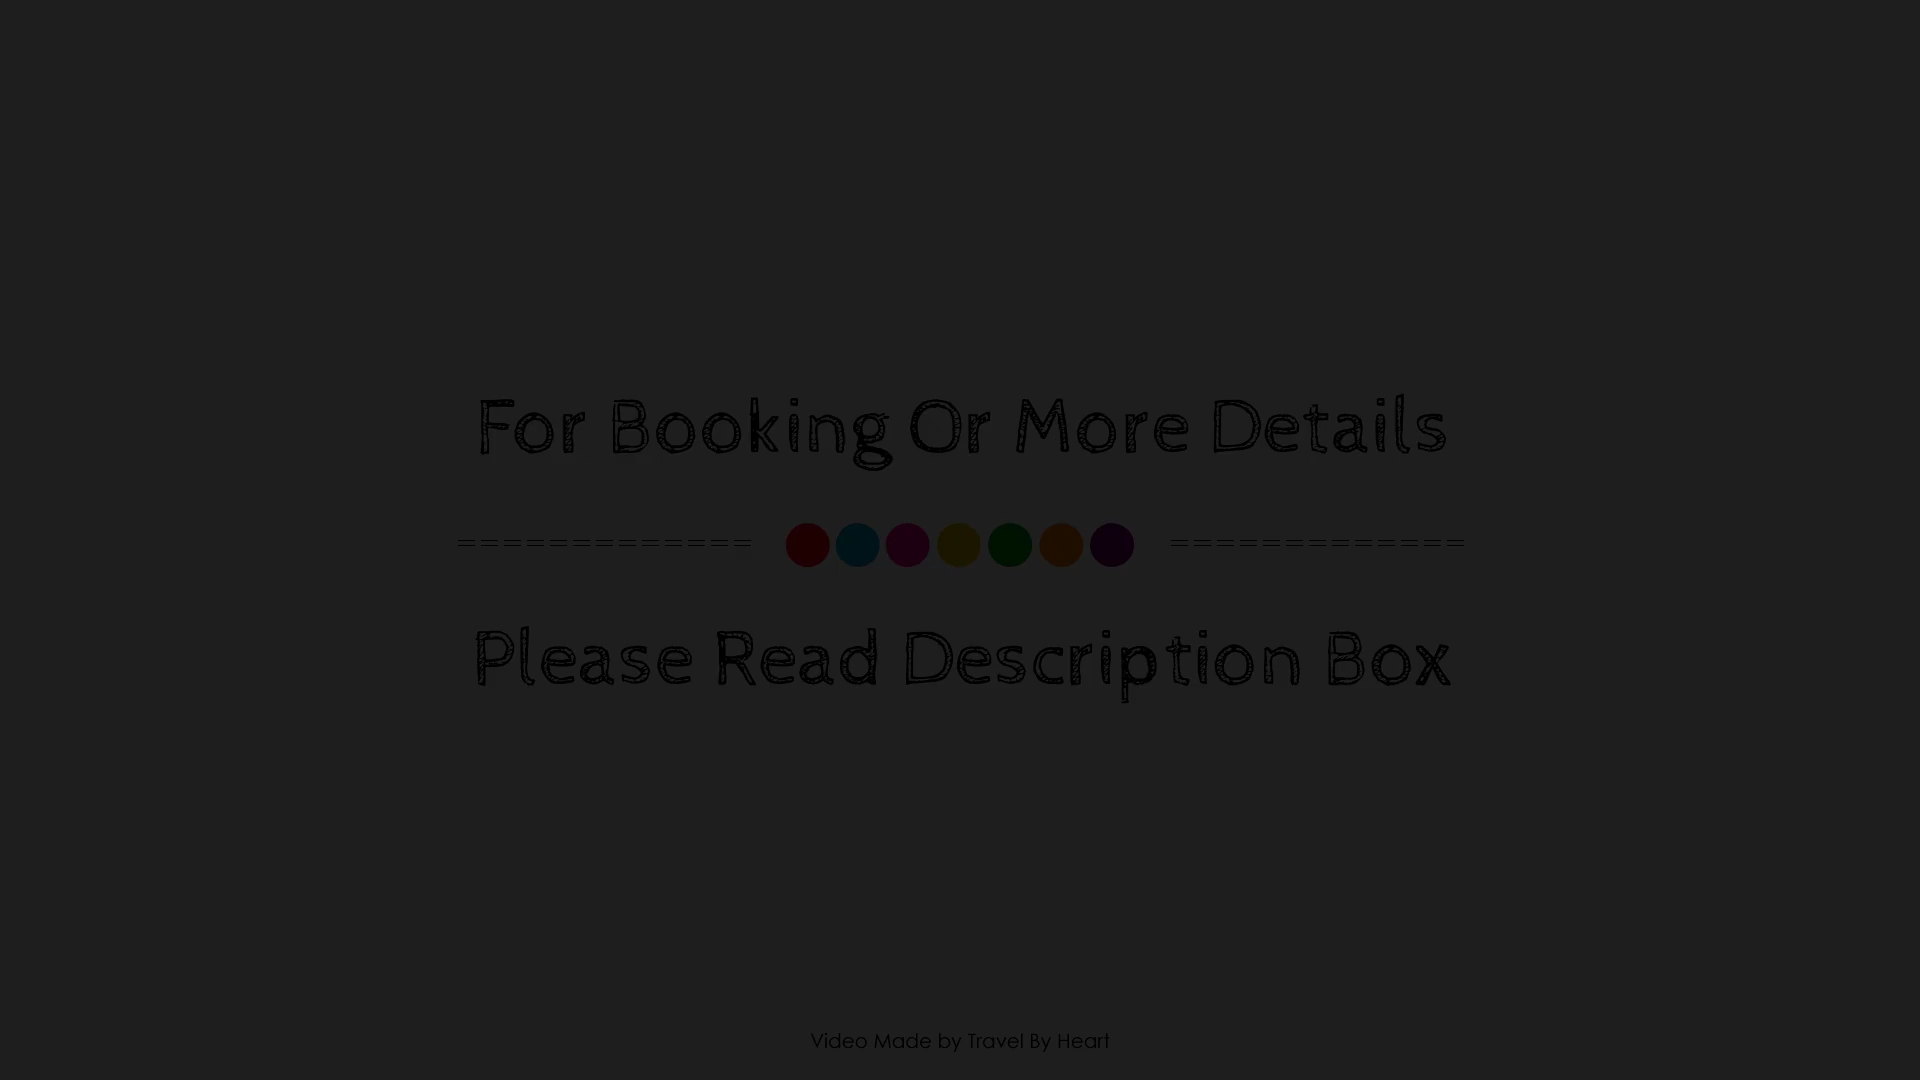 For Booking Or More Details
============= =============
Please Read Description Box
Video Made by Travel By Heart